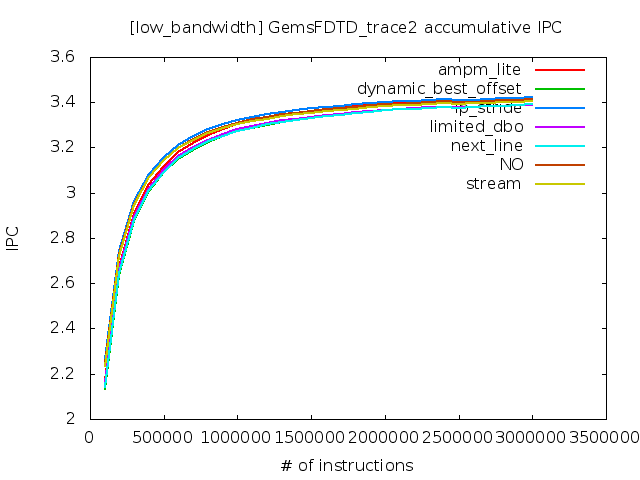 [low_bandwidth] GemsFDTD_trace2 accumulative IPC
3.6
3.4
3.2
3
2.8
2.6
2.4
2.2
2
0 500000 1000000 1500000 2000000 2500000 3000000 3500000
IPC
# of instructions
ampm_lite
dynamic_best_offset
ip_stride
limited_dbo
next_line
NO
stream